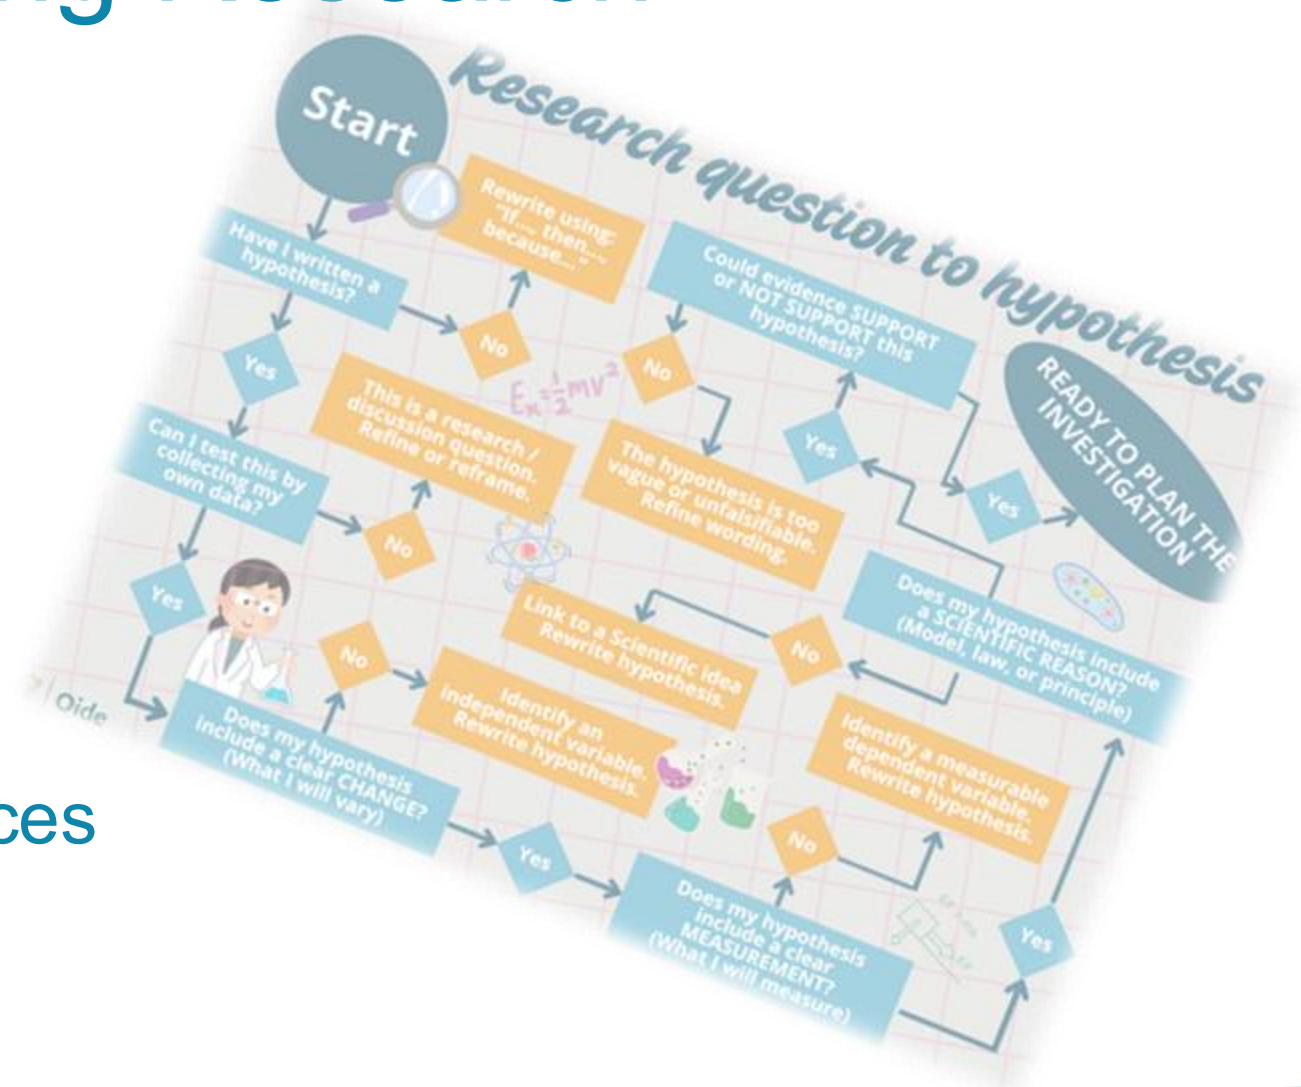 ng Research
Research question to hypothesis
Start
Have I written a
hypothesis?
No
Rewrite using:
"If.... then....
because..."
Yes
Can I test this by
collecting my
own data?
No
This is a research /
discussion question.
Refine or reframe.
Yes
Does my hypothesis
include a clear CHANGE?
(What I will vary)
No
Identify an
independent variable.
Rewrite hypothesis.
Yes
Does my hypothesis
include a clear
MEASUREMENT?
(What I will measure)
No
Identify a measurable
dependent variable.
Rewrite hypothesis.
Yes
Does my hypothesis include
a SCIENTIFIC REASON?
(Model, law, or principle)
No
Link to a Scientific idea
Rewrite hypothesis.
Yes
Could evidence SUPPORT
or NOT SUPPORT this
hypothesis?
No
The hypothesis is too
vague or unfalsifiable.
Refine wording.
Yes
READY TO PLAN THE
INVESTIGATION
Eₖ=½mv²
Oide
ces